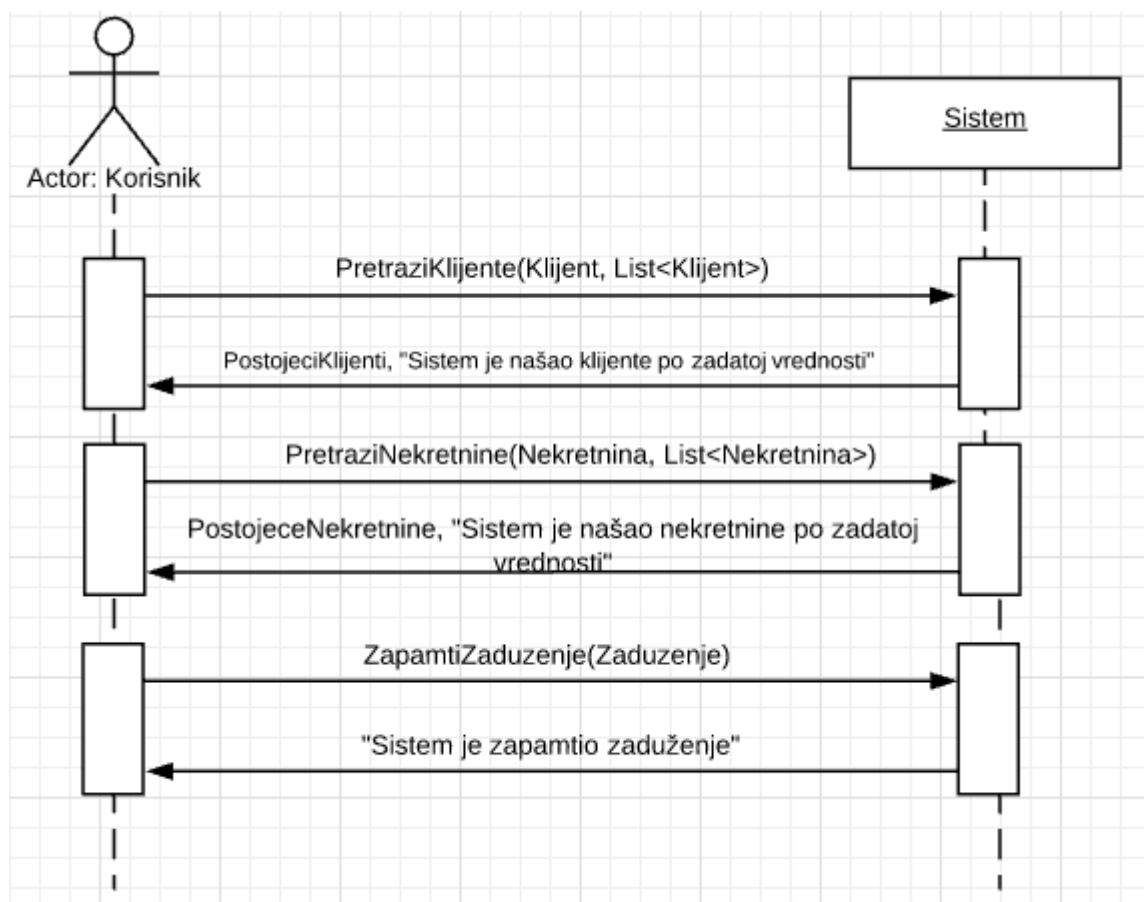 Sistem
Actor: Korisnik
PretraziKlijente(Klijent, List<Klijent>)
PostojeciKlijenti, "Sistem je našao klijente po zadatoj vrednosti"
PretraziNekretnine(Nekretnina, List<Nekretnina>)
PostojeceNekretnine, "Sistem je našao nekretnine po zadatoj
vrednosti"
ZapamtiZaduzenje(Zaduzenje)
"Sistem je zapamtio zaduženje"